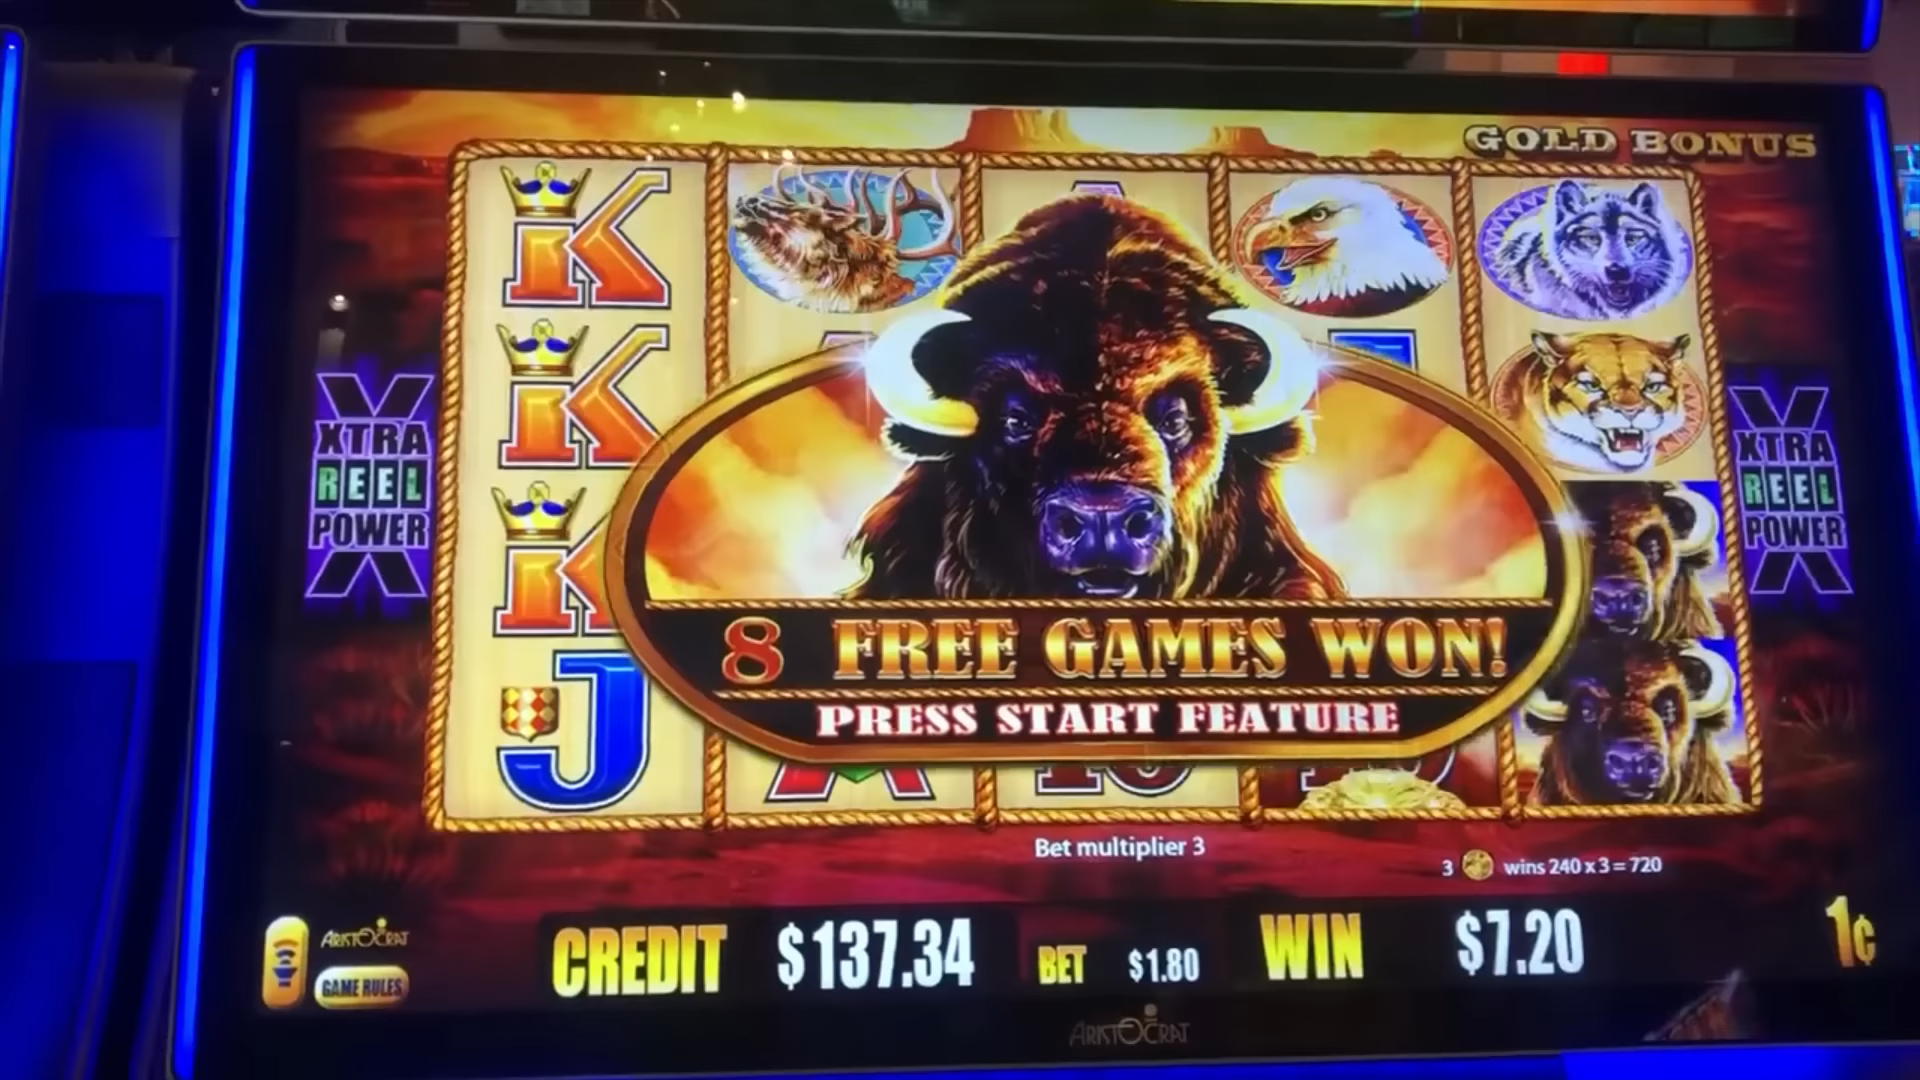 GOLD BONUS
K
K
K
J
XTRA
REEL
POWER
XTRA
REEL
POWER
8 FREE GAMES WON!
PRESS START FEATURE
10
Bet multiplier 3
3 wins 240 x 3 = 720
ARISTOCRAT
GAME RULES
CREDIT $137.34
BET $1.80
WIN $7.20
1¢
ARISTOCRAT